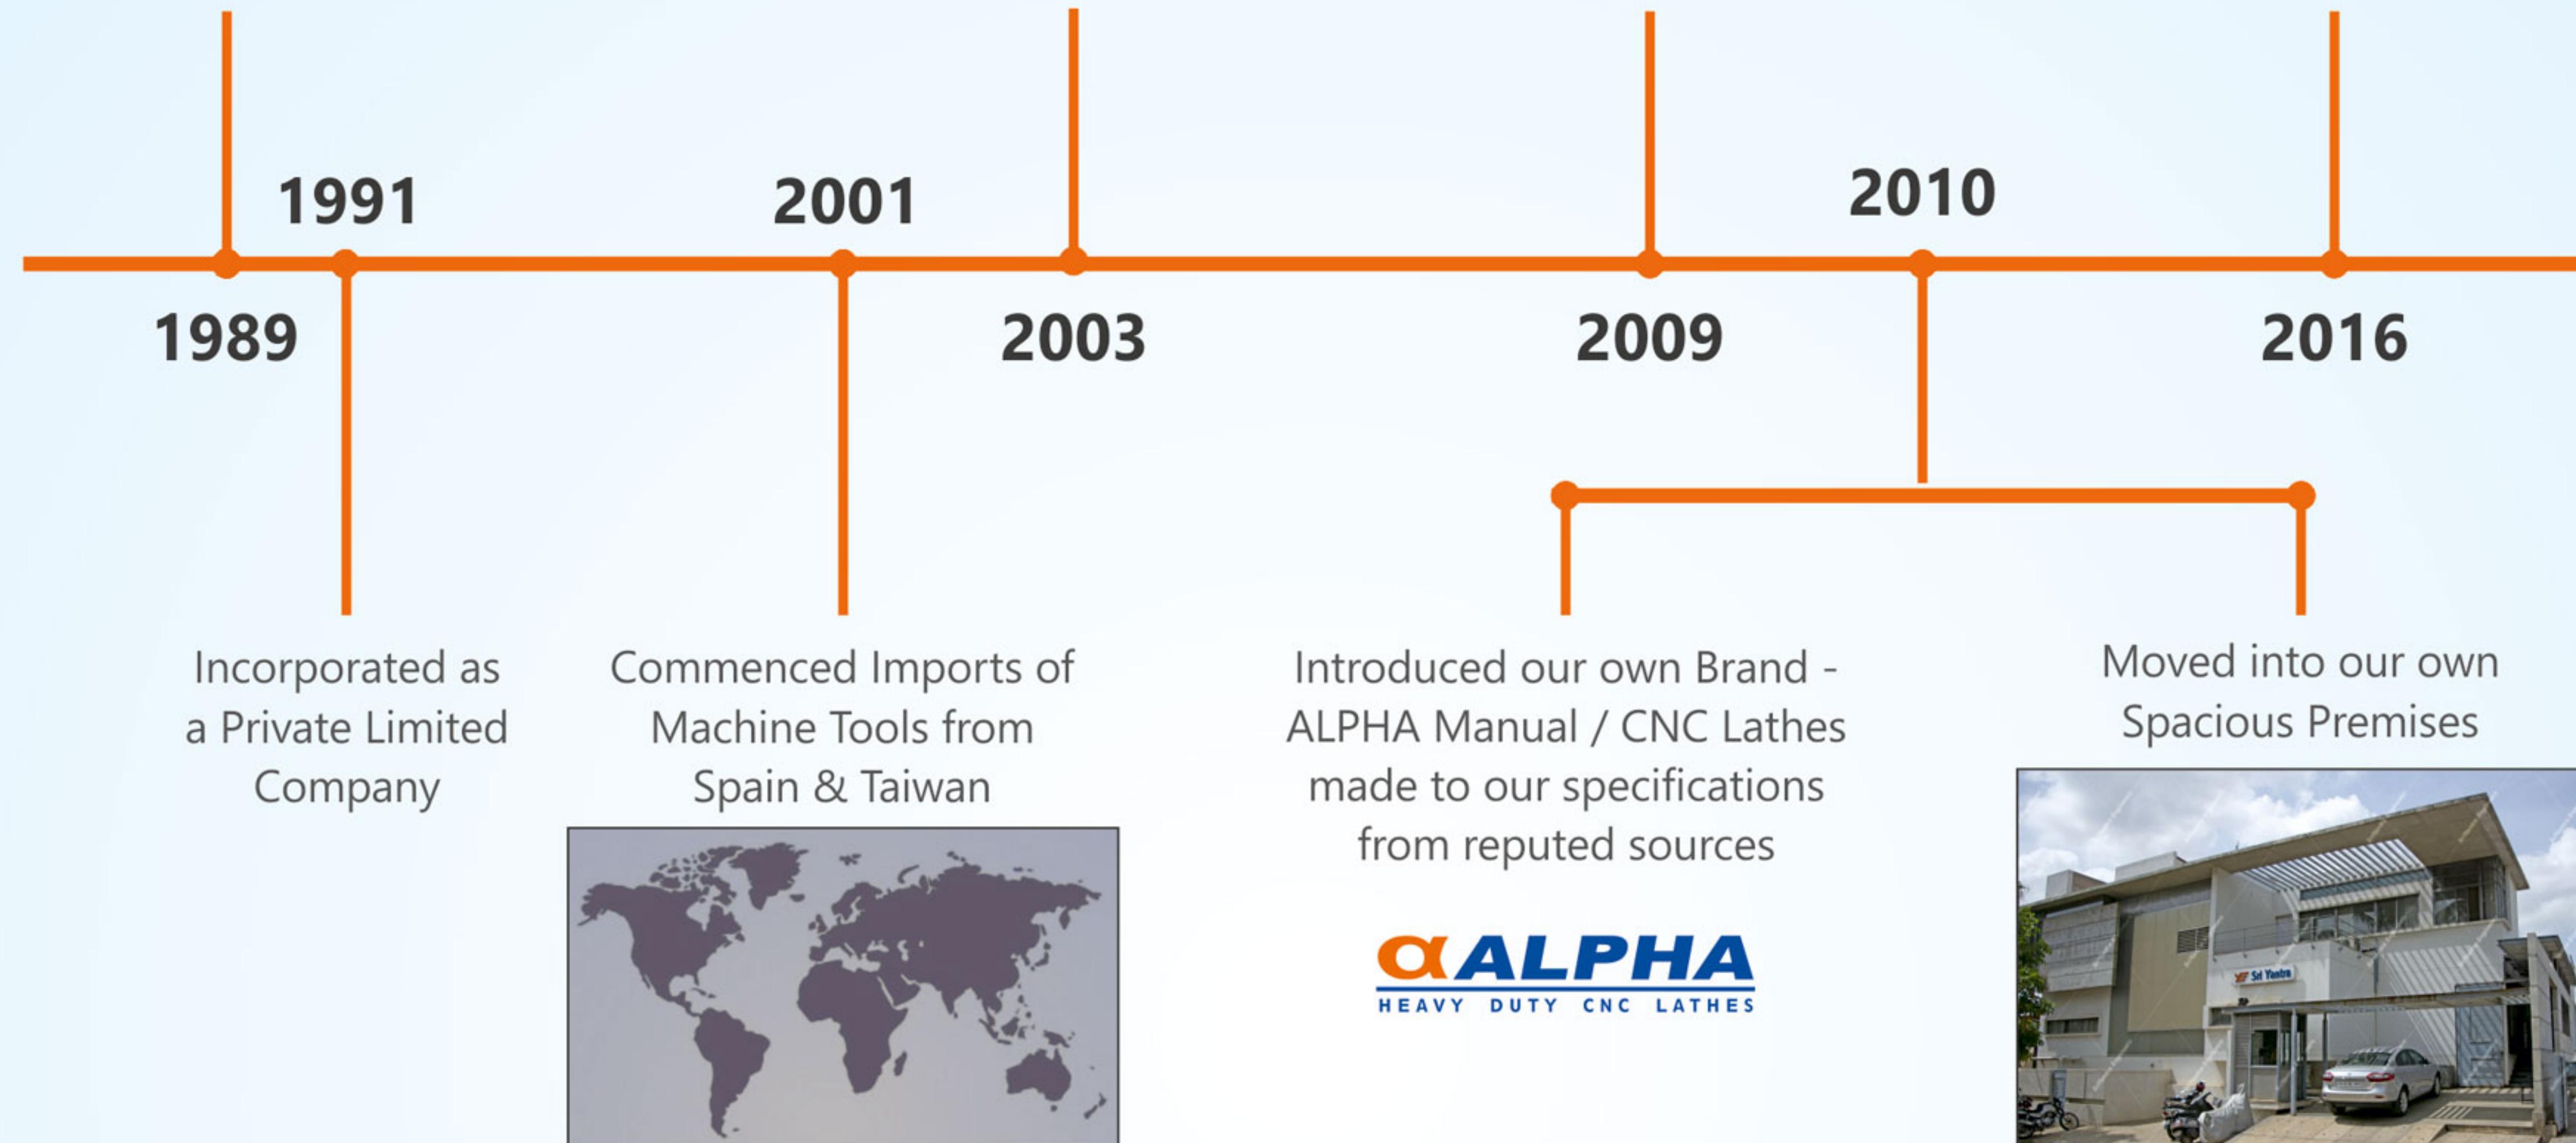 1991
2001
2010
1989
2003
2009
2016
Incorporated as
a Private Limited
Company
Commenced Imports of
Machine Tools from
Spain & Taiwan
Introduced our own Brand -
ALPHA Manual / CNC Lathes
made to our specifications
from reputed sources
αALPHA
HEAVY DUTY CNC LATHES
Moved into our own
Spacious Premises
Sri Yantra